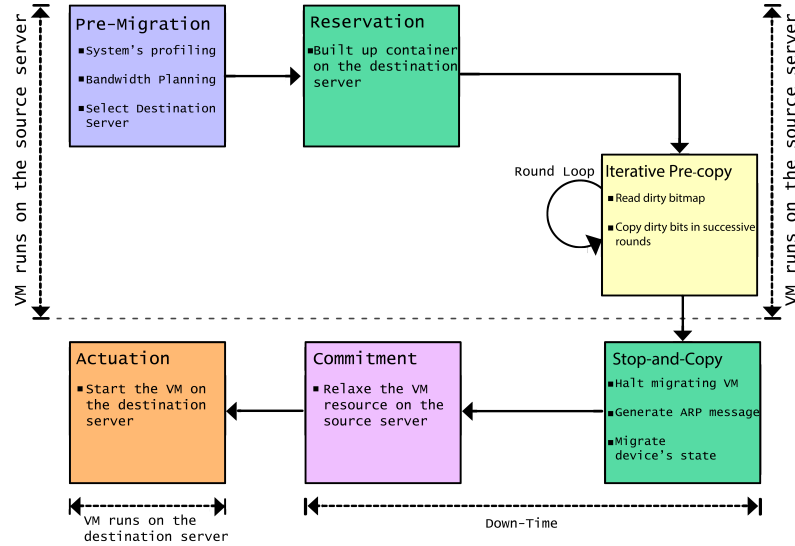 VM runs on the source server
Pre-Migration
System's profiling
Bandwidth Planning
Select Destination
Server
Reservation
Built up container
on the destination
server
VM runs on the source server
Round Loop
Iterative Pre-copy
Read dirty bitmap
Copy dirty bits in successive
rounds
Actuation
Start the VM on
the destination
server
Commitment
Relaxe the VM
resource on the
source server
Stop-and-Copy
Halt migrating VM
Generate ARP message
Migrate
device's state
VM runs on the
destination server
Down-Time